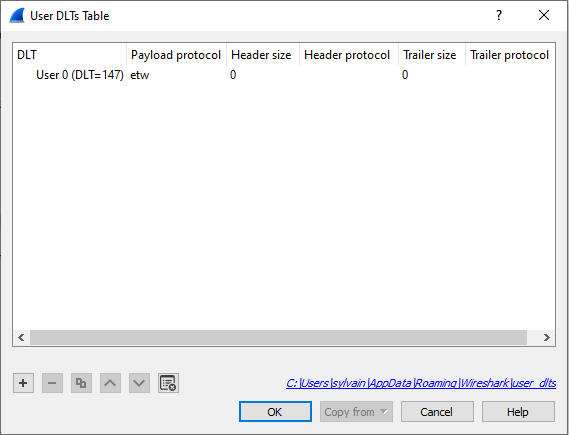 User DLTs Table
DLT Payload protocol Header size Header protocol Trailer size Trailer protocol
User 0 (DLT=147) etw 0 0
C:\Users\sylvain\AppData\Roaming\Wireshark\user_dlts
OK Copy from Cancel Help